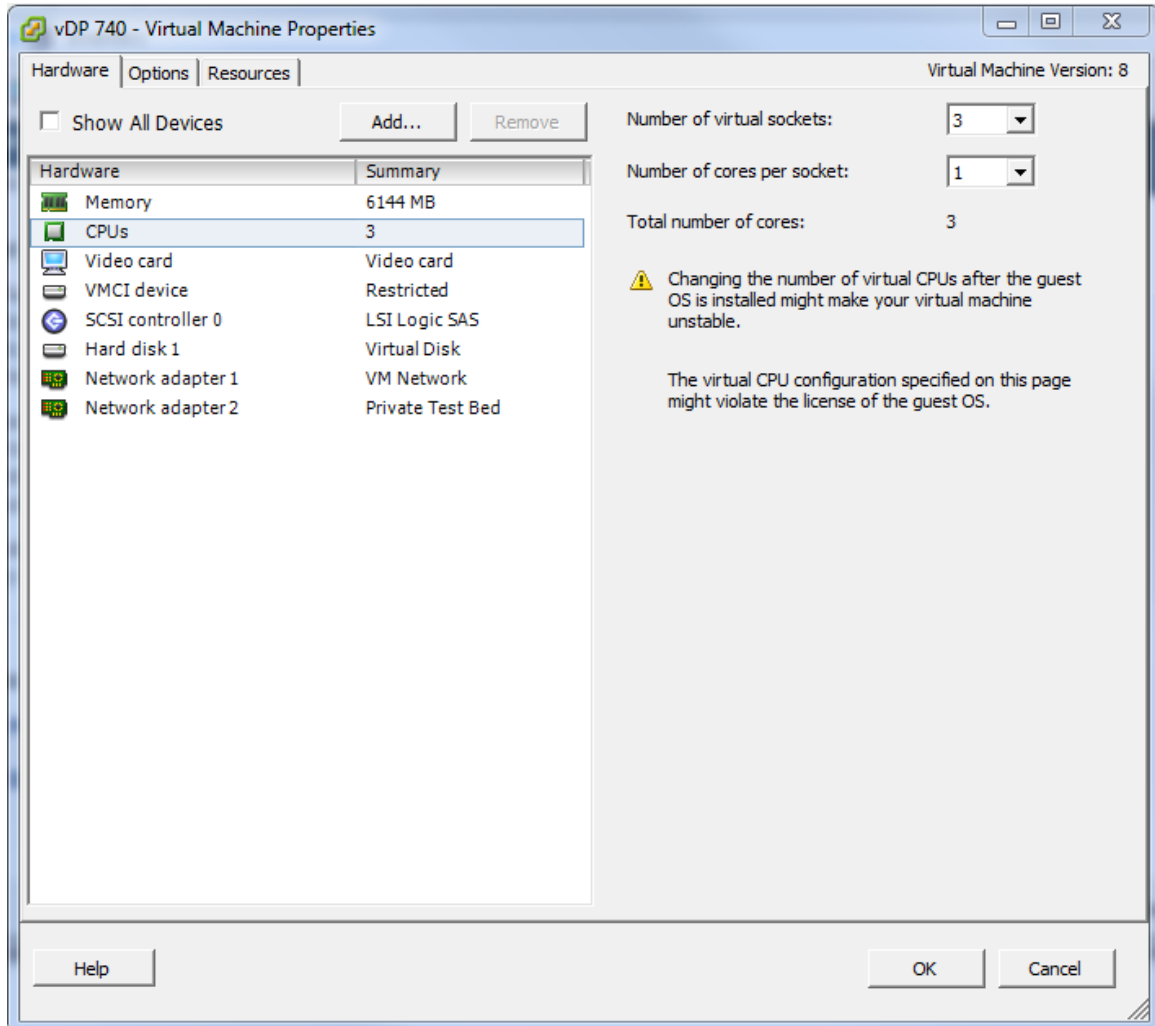 vDP 740 - Virtual Machine Properties
Hardware Options Resources Virtual Machine Version: 8
Show All Devices Add... Remove
Hardware Summary
Memory 6144 MB
CPUs 3
Video card Video card
VMCI device Restricted
SCSI controller 0 LSI Logic SAS
Hard disk 1 Virtual Disk
Network adapter 1 VM Network
Network adapter 2 Private Test Bed
Number of virtual sockets: 3
Number of cores per socket: 1
Total number of cores: 3
Changing the number of virtual CPUs after the guest
OS is installed might make your virtual machine
unstable.
The virtual CPU configuration specified on this page
might violate the license of the guest OS.
Help OK Cancel